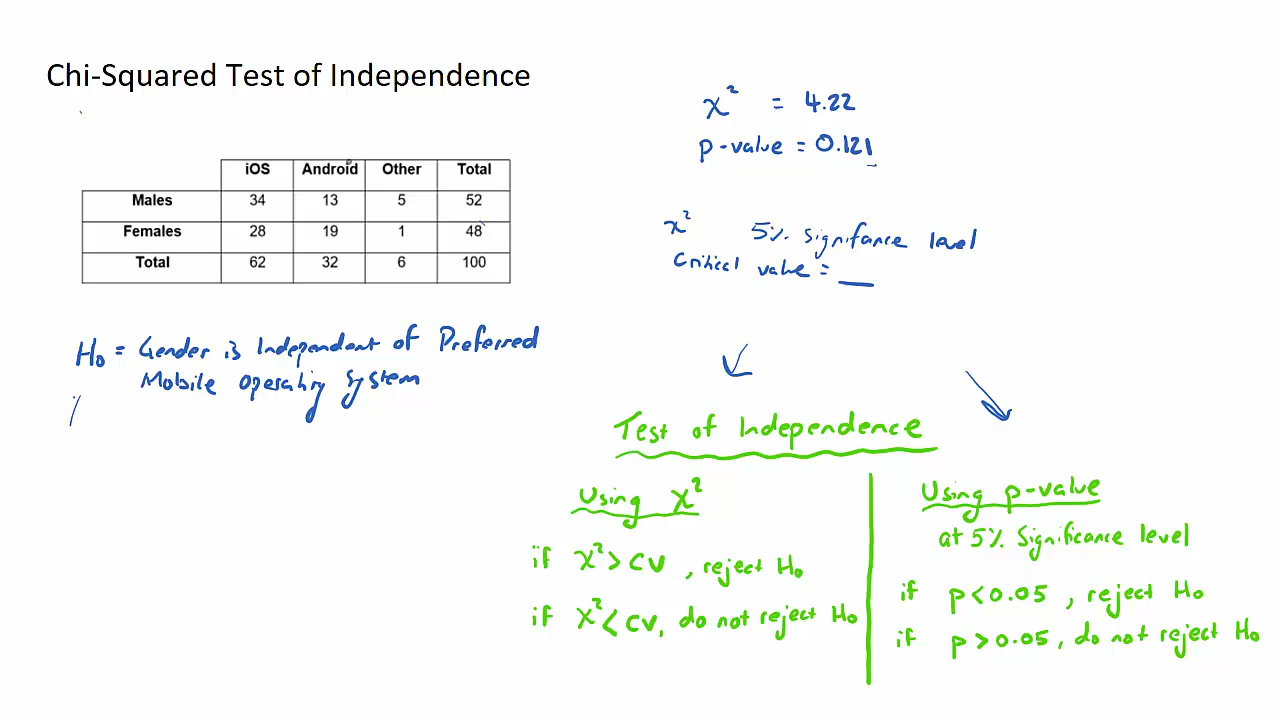 Chi-Squared Test of Independence
iOS Android Other Total
Males 34 13 5 52
Females 28 19 1 48
Total 62 32 6 100
H₀ = Gender is Independent of Preferred
Mobile Operating System
χ² = 4.22
p-value = 0.121
χ² 5% Signifance level
Critical value = __
Test of Independence
Using χ²
if χ² > CV, reject H₀
if χ² < CV, do not reject H₀
Using p-value
at 5% Significance level
if p < 0.05, reject H₀
if p > 0.05, do not reject H₀